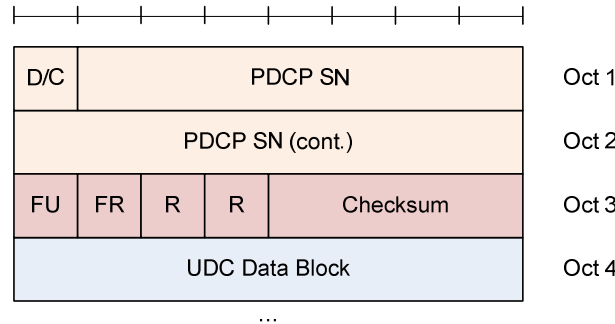 D/C PDCP SN Oct 1
PDCP SN (cont.) Oct 2
FU FR R R Checksum Oct 3
UDC Data Block Oct 4
...